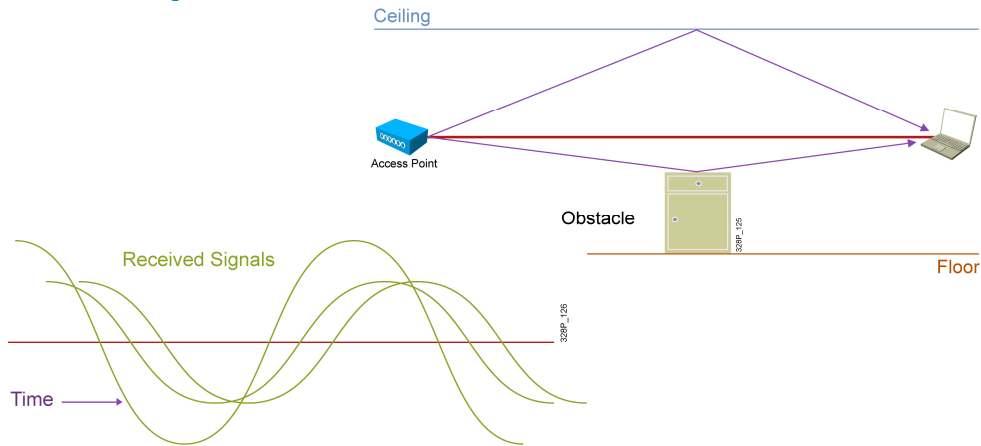 Ceiling
Access Point
Obstacle
328P_125
Floor
Received Signals
328P_126
Time